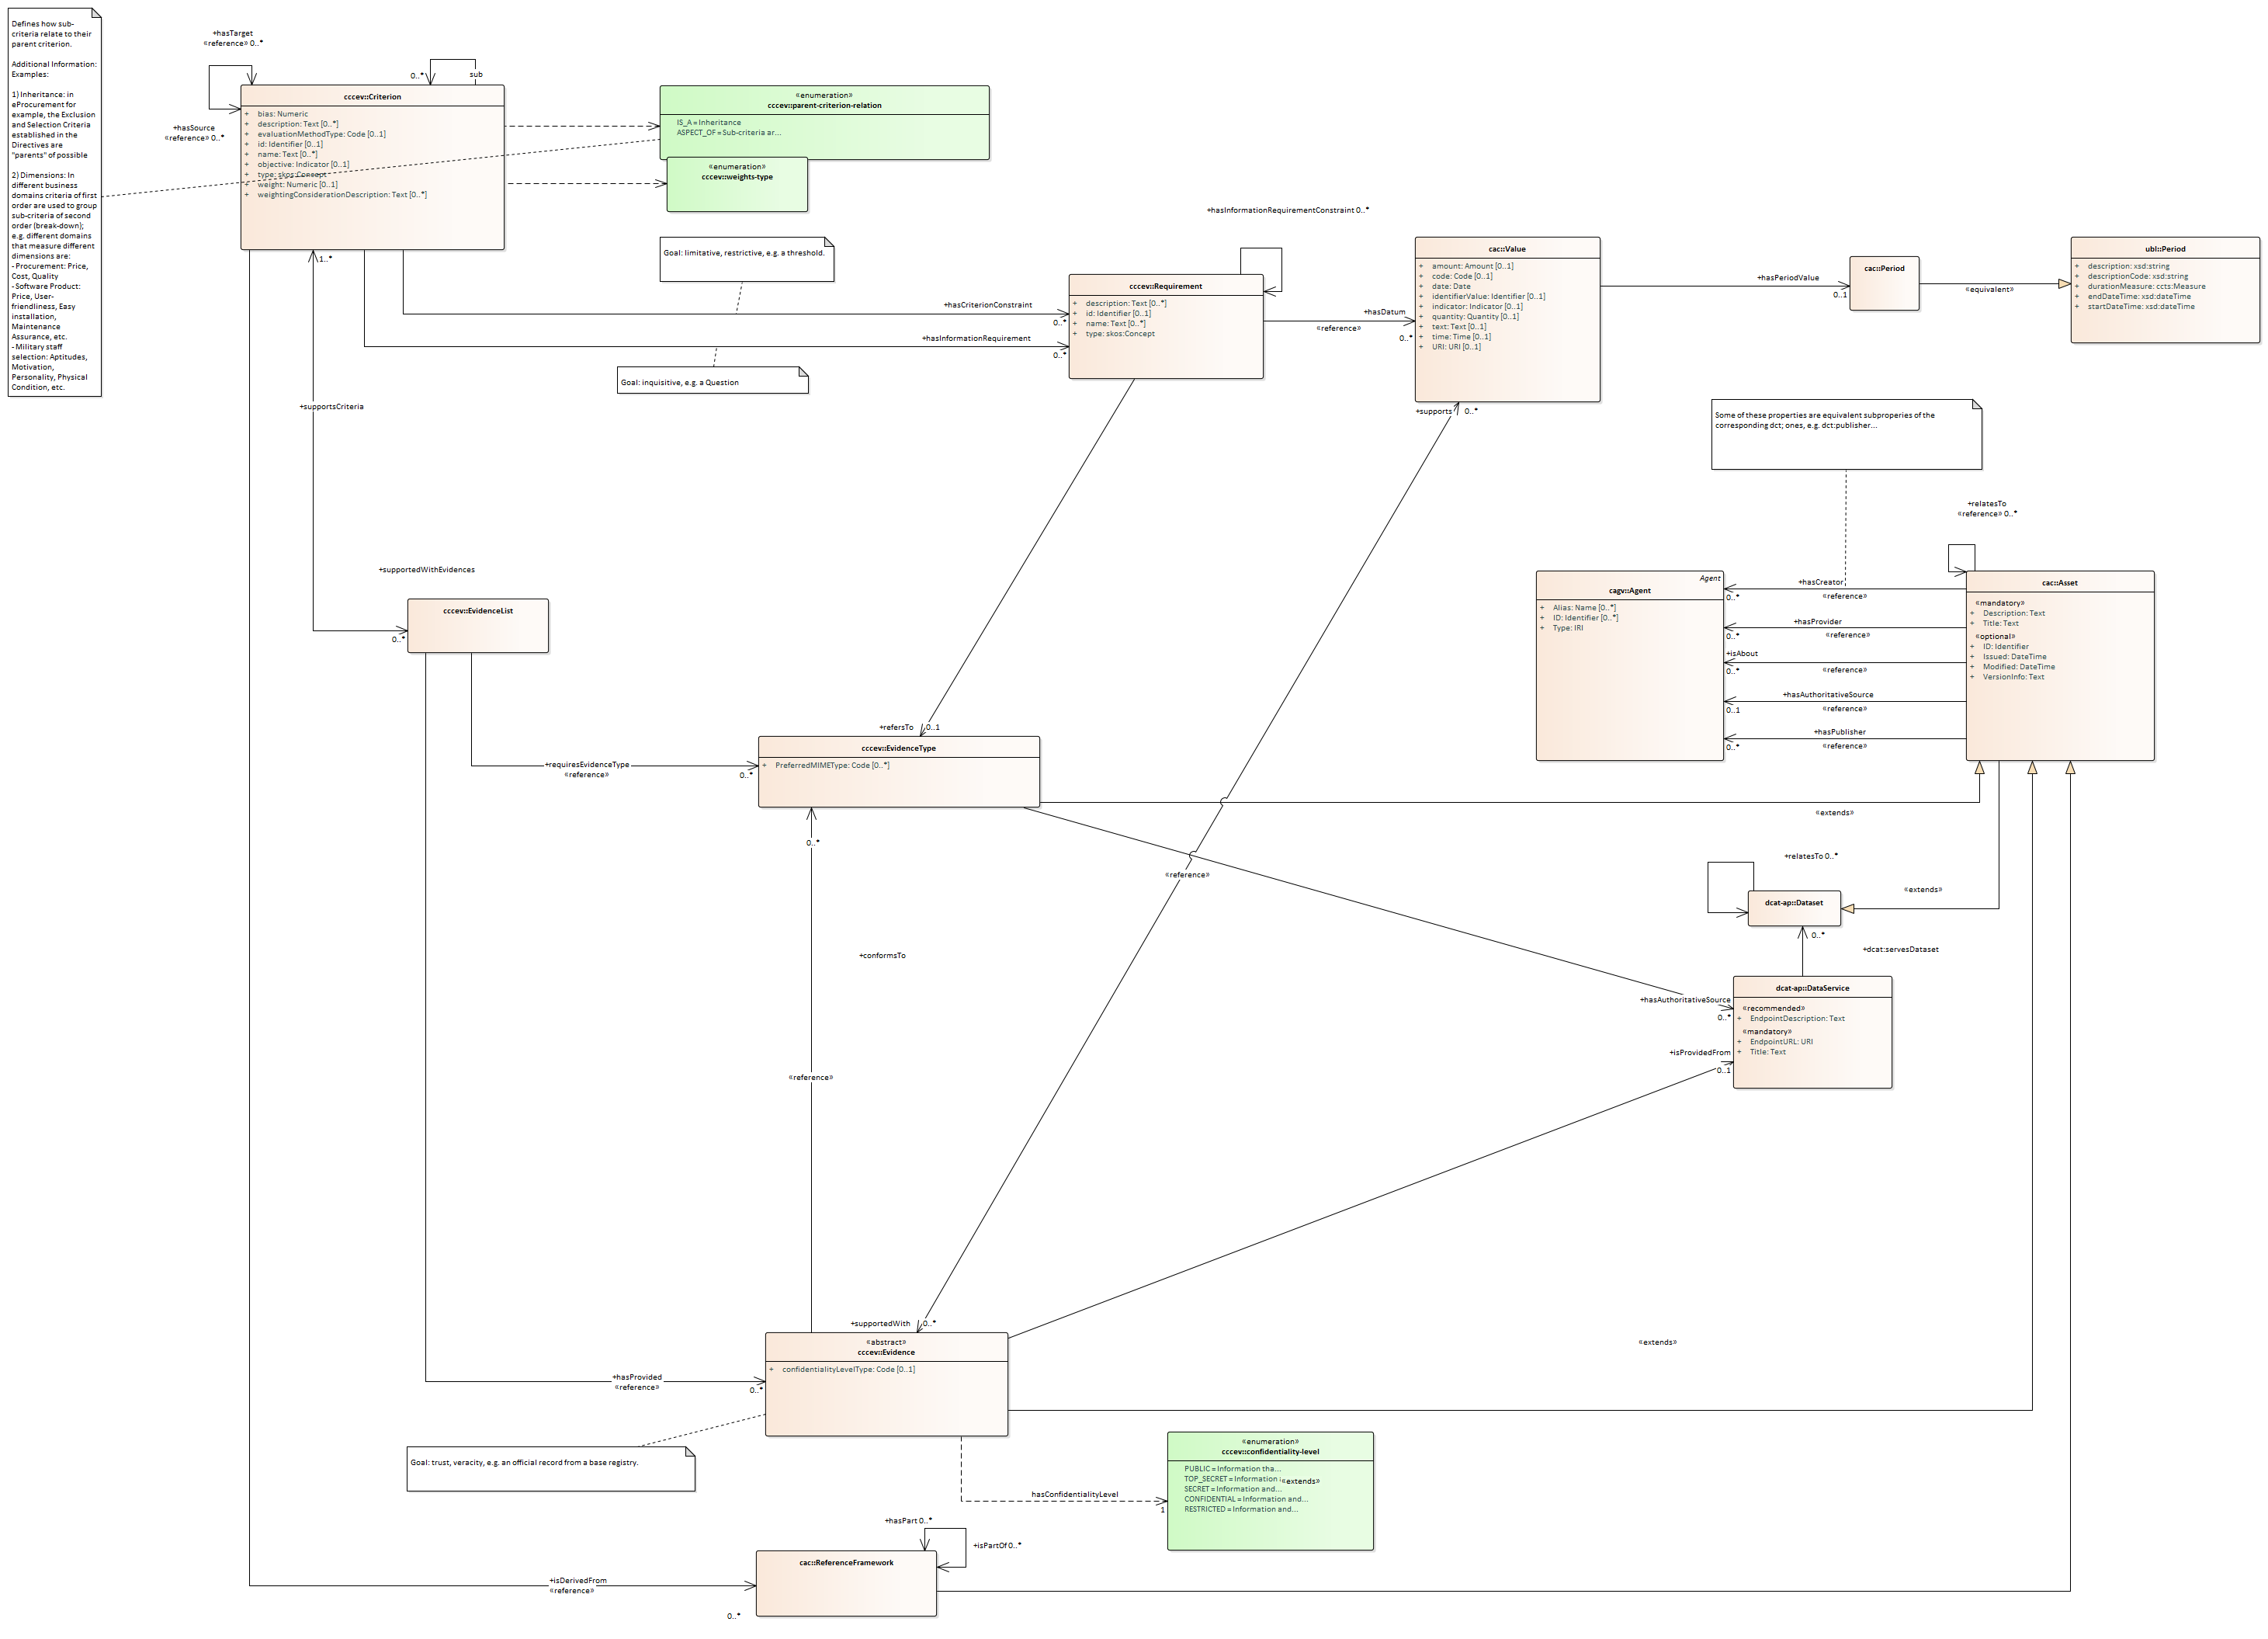 Defines how sub-
criteria relate to their
parent criterion.
Additional Information:
Examples:
1) Inheritance: in
eProcurement for
example, the Exclusion
and Selection Criteria
established in the
Directives are
"parents" of possible
2) Dimensions: In
different business
domains criteria of first
order are used to group
sub-criteria of second
order (break-down);
e.g. different domains
that measure different
dimensions are:
- Procurement: Price,
Cost, Quality
- Software Product:
Price, User-
friendliness, Easy
installation,
Maintenance
Assurance, etc.
- Military staff
selection: Aptitudes,
Motivation,
Personality, Physical
Condition, etc.
+hasTarget
«reference» 0..*
0..*
sub
+hasSource
«reference» 0..*
cccev::Criterion
+ bias: Numeric
+ description: Text [0..*]
+ evaluationMethodType: Code [0..1]
+ id: Identifier [0..1]
+ name: Text [0..*]
+ objective: Indicator [0..1]
+ type: skos:Concept
+ weight: Numeric [0..1]
+ weightingConsiderationDescription: Text [0..*]
«enumeration»
cccev::parent-criterion-relation
IS_A = Inheritance
ASPECT_OF = Sub-criteria ar...
«enumeration»
cccev::weights-type
Goal: limitative, restrictive, e.g. a threshold.
+hasCriterionConstraint
0..*
+hasInformationRequirement
0..*
Goal: inquisitive, e.g. a Question
+hasInformationRequirementConstraint 0..*
cccev::Requirement
+ description: Text [0..*]
+ id: Identifier [0..1]
+ name: Text [0..*]
+ type: skos:Concept
+hasDatum
«reference»
0..*
cac::Value
+ amount: Amount [0..1]
+ code: Code [0..1]
+ date: Date
+ identifierValue: Identifier [0..1]
+ indicator: Indicator [0..1]
+ quantity: Quantity [0..1]
+ text: Text [0..1]
+ time: Time [0..1]
+ URI: URI [0..1]
+hasPeriodValue
0..1
cac::Period
«equivalent»
ubl::Period
+ description: xsd:string
+ descriptionCode: xsd:string
+ durationMeasure: ccts:Measure
+ endDateTime: xsd:dateTime
+ startDateTime: xsd:dateTime
1..*
+supportsCriteria
+supports
0..*
Some of these properties are equivalent subproperies of the
corresponding dct; ones, e.g. dct:publisher...
+relatesTo
«reference» 0..*
+supportedWithEvidences
0..*
cccev::EvidenceList
Agent
cagv::Agent
+ Alias: Name [0..*]
+ ID: Identifier [0..*]
+ Type: IRI
+hasCreator
0..*
«reference»
+hasProvider
0..*
«reference»
+isAbout
0..*
«reference»
+hasAuthoritativeSource
0..1
«reference»
+hasPublisher
0..*
«reference»
cac::Asset
«mandatory»
+ Description: Text
+ Title: Text
«optional»
+ ID: Identifier
+ Issued: DateTime
+ Modified: DateTime
+ VersionInfo: Text
+refersTo
0..1
+requiresEvidenceType
«reference»
0..*
cccev::EvidenceType
+ PreferredMIMEType: Code [0..*]
«extends»
0..*
«reference»
+relatesTo 0..*
dcat-ap::Dataset
«extends»
0..*
+dcat:servesDataset
+conformsTo
«reference»
+hasAuthoritativeSource
0..*
dcat-ap::DataService
«recommended»
+ EndpointDescription: Text
«mandatory»
+ EndpointURL: URI
+ Title: Text
+isProvidedFrom
0..1
+supportedWith
0..*
«abstract»
cccev::Evidence
+ confidentialityLevelType: Code [0..1]
«extends»
+hasProvided
«reference»
0..*
Goal: trust, veracity, e.g. an official record from a base registry.
hasConfidentialityLevel
1
«enumeration»
cccev::confidentiality-level
PUBLIC = Information tha...
TOP_SECRET = Information
«extends»
SECRET = Information and...
CONFIDENTIAL = Information and...
RESTRICTED = Information and...
+hasPart 0..*
+isPartOf 0..*
cac::ReferenceFramework
+isDerivedFrom
«reference»
0..*